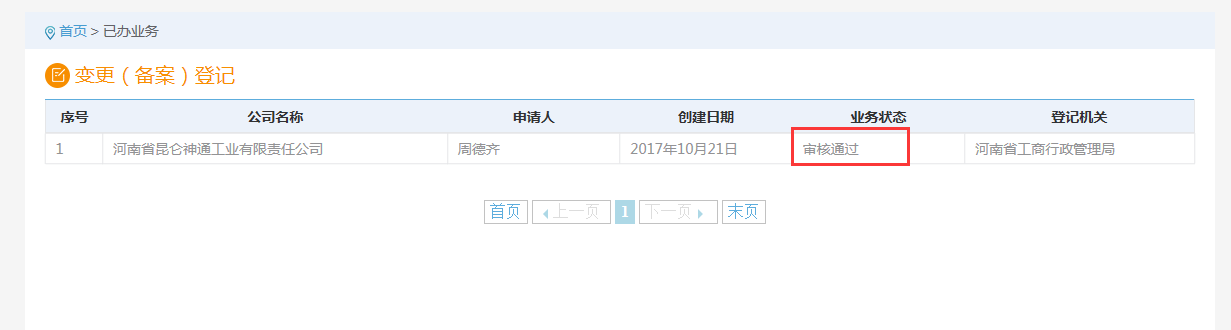 首页 > 已办业务
变更（备案）登记
序号 公司名称 申请人 创建日期 业务状态 登记机关
1 河南省昆仑神通工业有限责任公司 周德齐 2017年10月21日 审核通过 河南省工商行政管理局
首页 上一页 1 下一页 末页